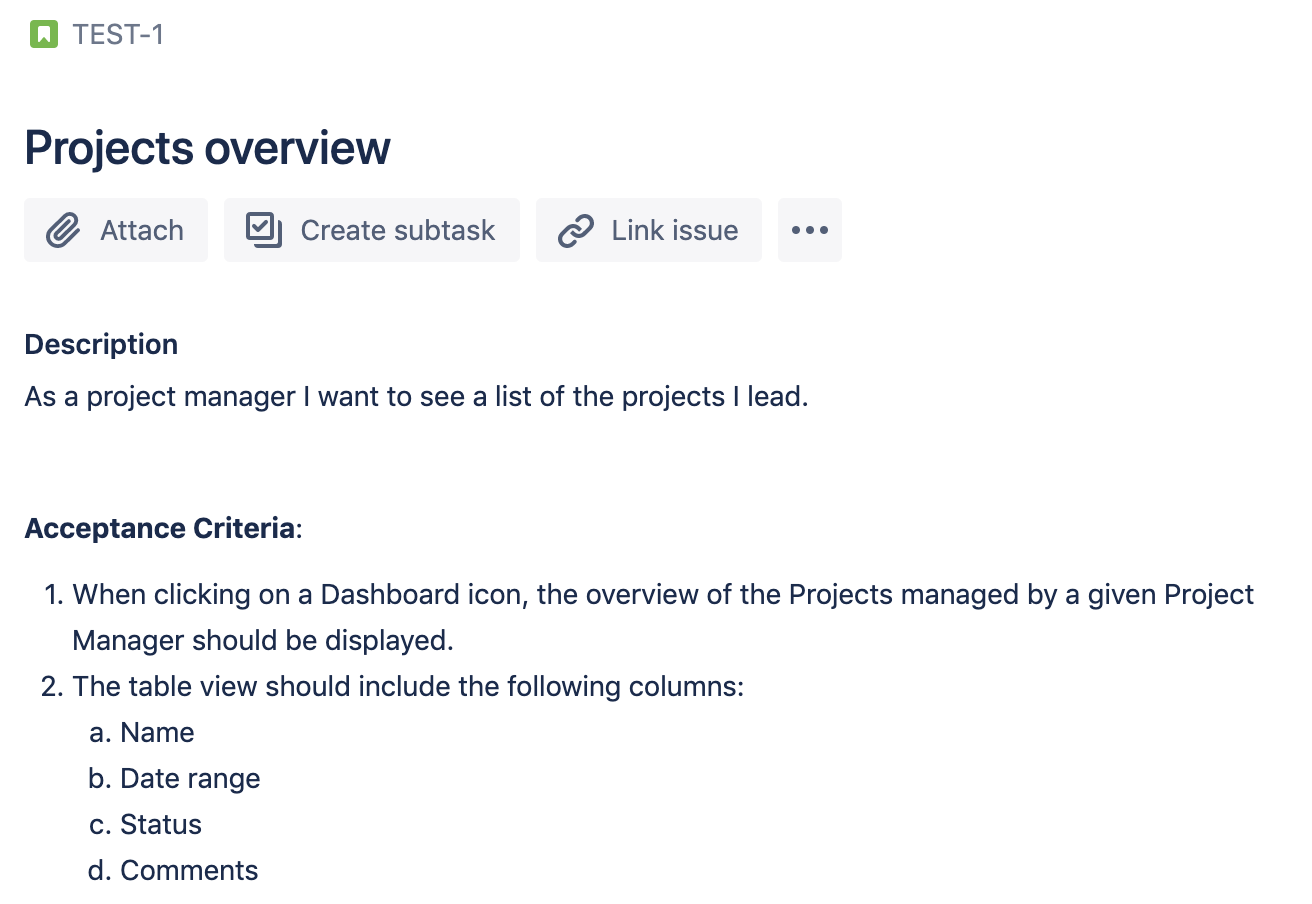 TEST-1
Projects overview
Attach
Create subtask
Link issue
Description
As a project manager I want to see a list of the projects I lead.
Acceptance Criteria:
1. When clicking on a Dashboard icon, the overview of the Projects managed by a given Project
Manager should be displayed.
2. The table view should include the following columns:
a. Name
b. Date range
c. Status
d. Comments